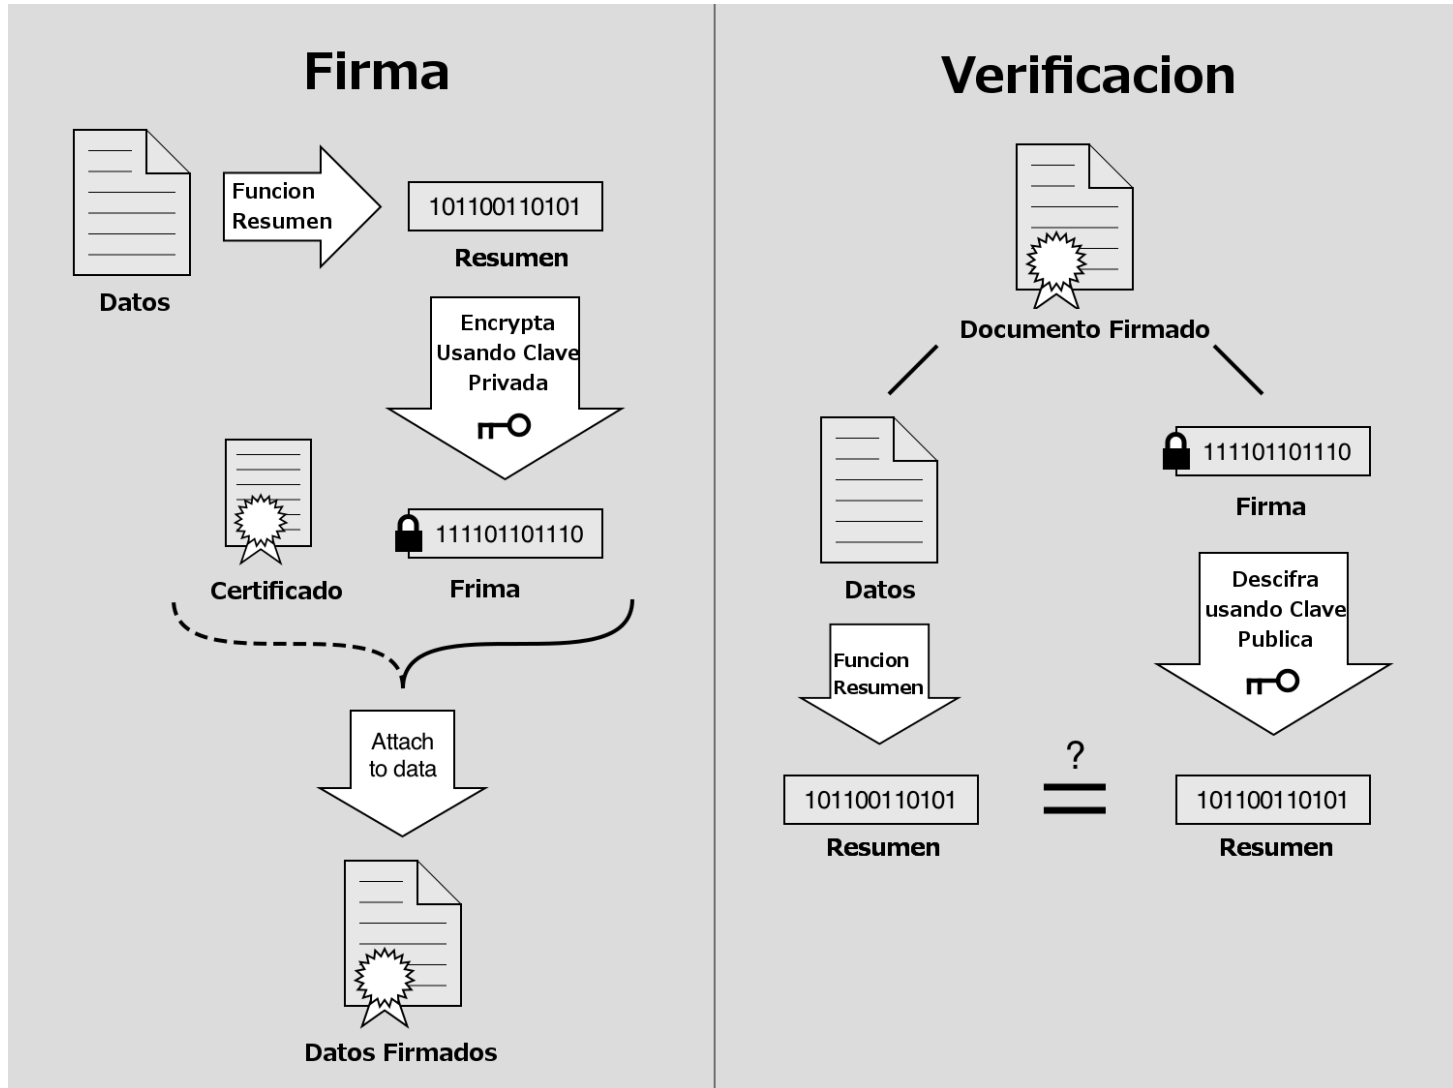 Firma
Funcion
Resumen
101100110101
Resumen
Datos
Encrypta
Usando Clave
Privada
111101101110
Certificado
Frima
Attach
to data
Datos Firmados
Verificacion
Documento Firmado
111101101110
Firma
Datos
Descifra
usando Clave
Publica
Funcion
Resumen
?
101100110101
=
101100110101
Resumen
Resumen